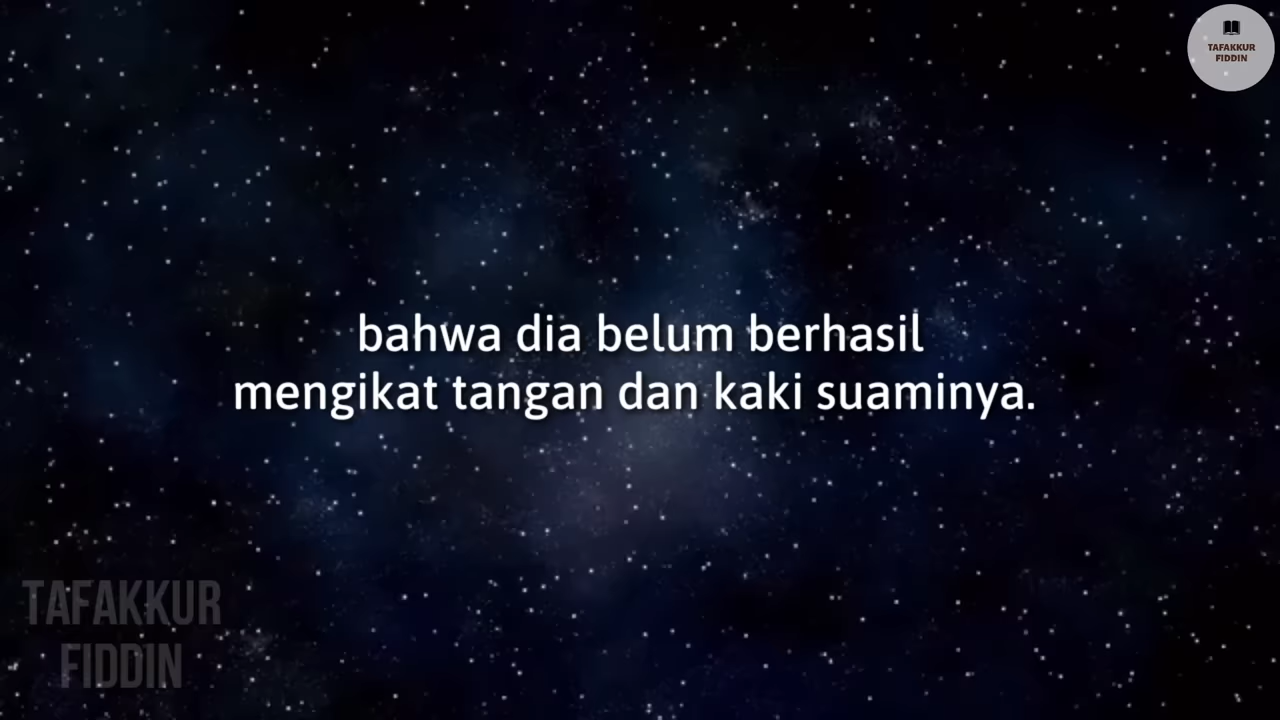 TAFAKKUR
FIDDIN
bahwa dia belum berhasil
mengikat tangan dan kaki suaminya.
TAFAKKUR
FIDDIN